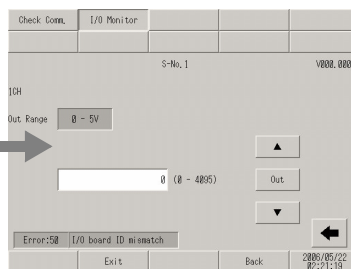 Check Comm. I/O Monitor
S-No.1 V000.000
1CH
Out Range 0 - 5V
0 (0 - 4095) Out
Error:50 I/O board ID mismatch
Exit Back 2006/05/22
02:21:19